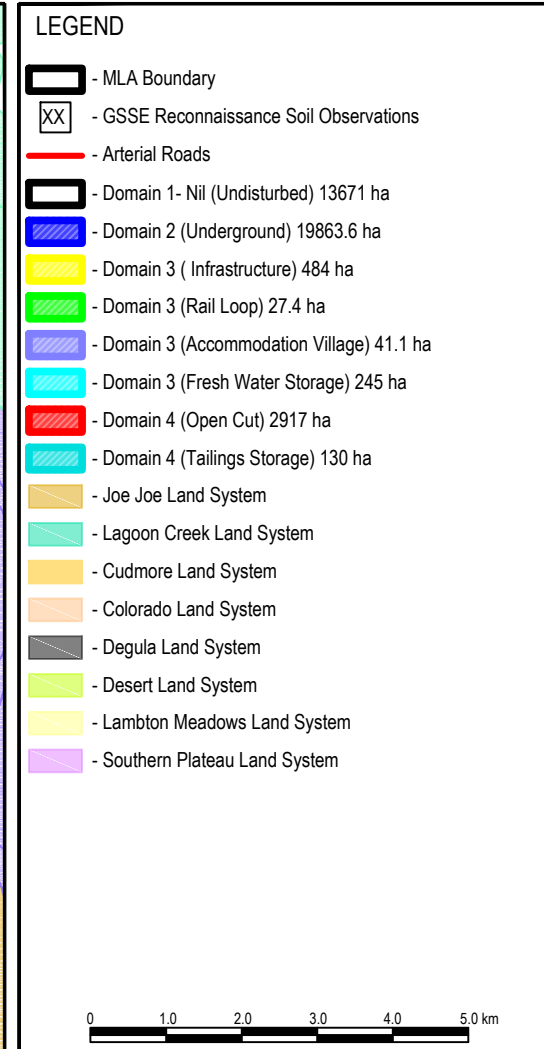 LEGEND
- MLA Boundary
XX - GSSE Reconnaissance Soil Observations
- Arterial Roads
- Domain 1- Nil (Undisturbed) 13671 ha
- Domain 2 (Underground) 19863.6 ha
- Domain 3 ( Infrastructure) 484 ha
- Domain 3 (Rail Loop) 27.4 ha
- Domain 3 (Accommodation Village) 41.1 ha
- Domain 3 (Fresh Water Storage) 245 ha
- Domain 4 (Open Cut) 2917 ha
- Domain 4 (Tailings Storage) 130 ha
- Joe Joe Land System
- Lagoon Creek Land System
- Cudmore Land System
- Colorado Land System
- Degula Land System
- Desert Land System
- Lambton Meadows Land System
- Southern Plateau Land System
0 1.0 2.0 3.0 4.0 5.0 km